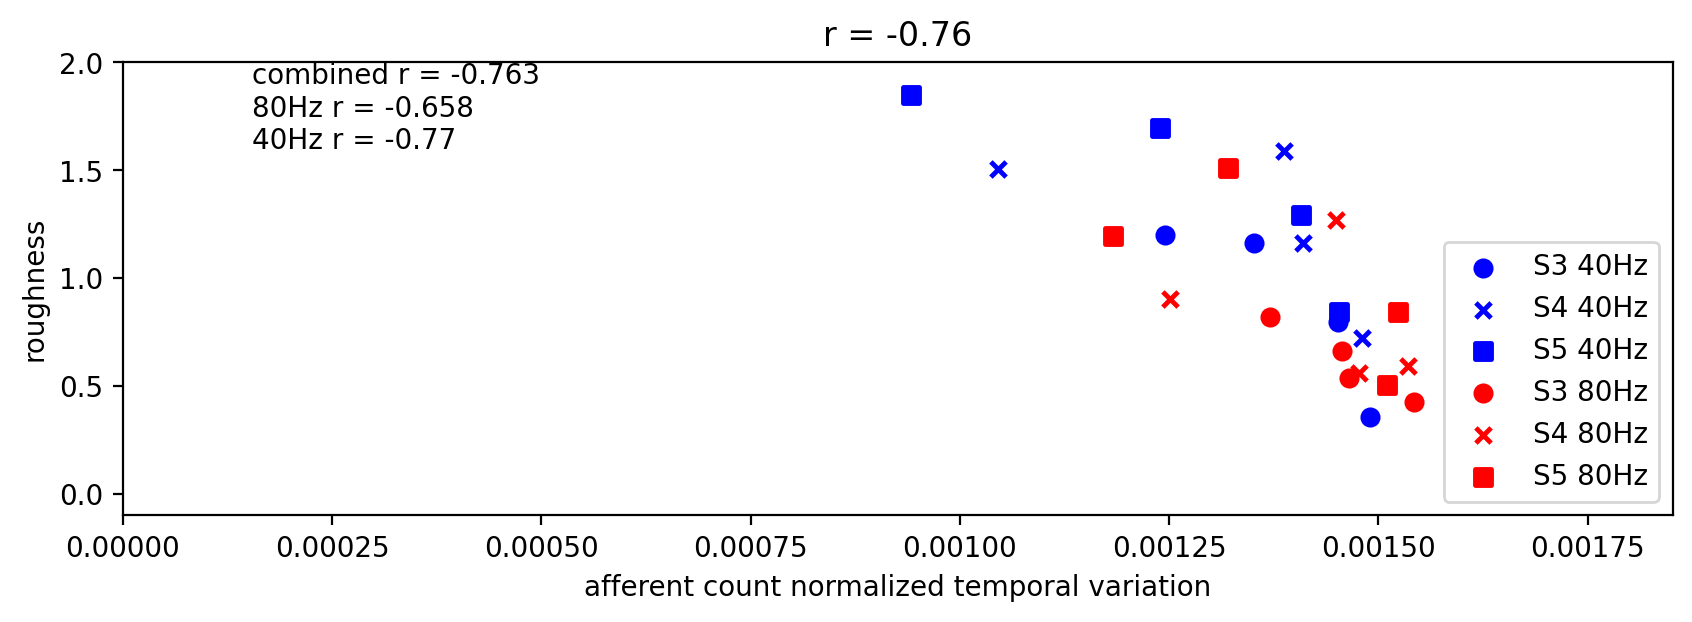 r = -0.76
combined r = -0.763
80Hz r = -0.658
40Hz r = -0.77
2.0
1.5
1.0
0.5
0.0
roughness
S3 40Hz
S4 40Hz
S5 40Hz
S3 80Hz
S4 80Hz
S5 80Hz
0.00000 0.00025 0.00050 0.00075 0.00100 0.00125 0.00150 0.00175
afferent count normalized temporal variation